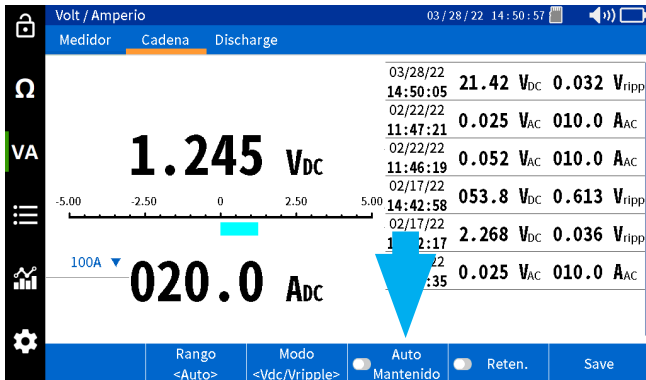 Volt / Amperio 03/28/22 14:50:57
Medidor Cadena Discharge
Ω
VA
1.245 VDC
-5.00 -2.50 0 2.50 5.00
100A ▼
020.0 ADC
03/28/22
14:50:05 21.42 VDC 0.032 Vripp
02/22/22
11:47:21 0.025 VAC 010.0 AAC
02/22/22
11:46:19 0.052 VAC 010.0 AAC
02/17/22
14:42:58 053.8 VDC 0.613 Vripp
02/17/22
2:17 2.268 VDC 0.036 Vripp
22
:35 0.025 VAC 010.0 AAC
Rango
<Auto>
Modo
<Vdc/Vripple>
Auto
Mantenido
Reten.
Save